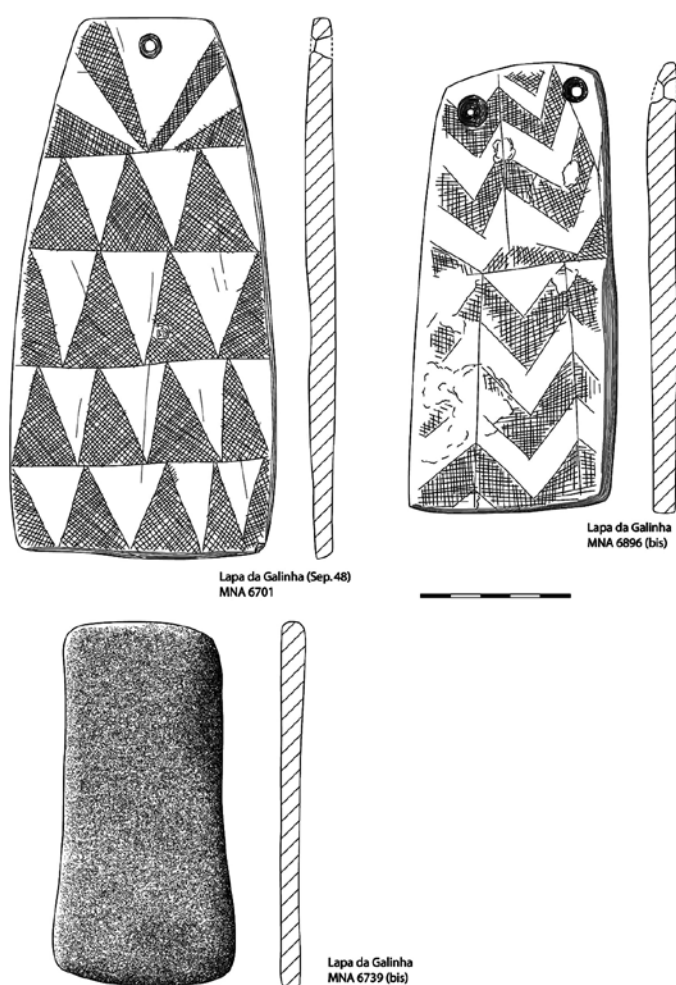 Lapa da Galinha (Sep. 48)
MNA 6701
Lapa da Galinha
MNA 6896 (bis)
Lapa da Galinha
MNA 6739 (bis)